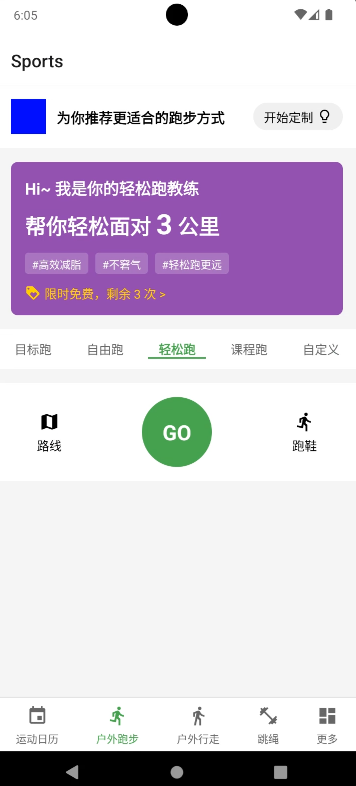 6:05
Sports
为你推荐更适合的跑步方式
开始定制
Hi~ 我是你的轻松跑教练
帮你轻松面对 3 公里
#高效减脂 #不窘气 #轻松跑更远
限时免费，剩余 3 次 >
目标跑 自由跑 轻松跑 课程跑 自定义
GO
路线 跑鞋
运动日历 户外跑步 户外行走 跳绳 更多